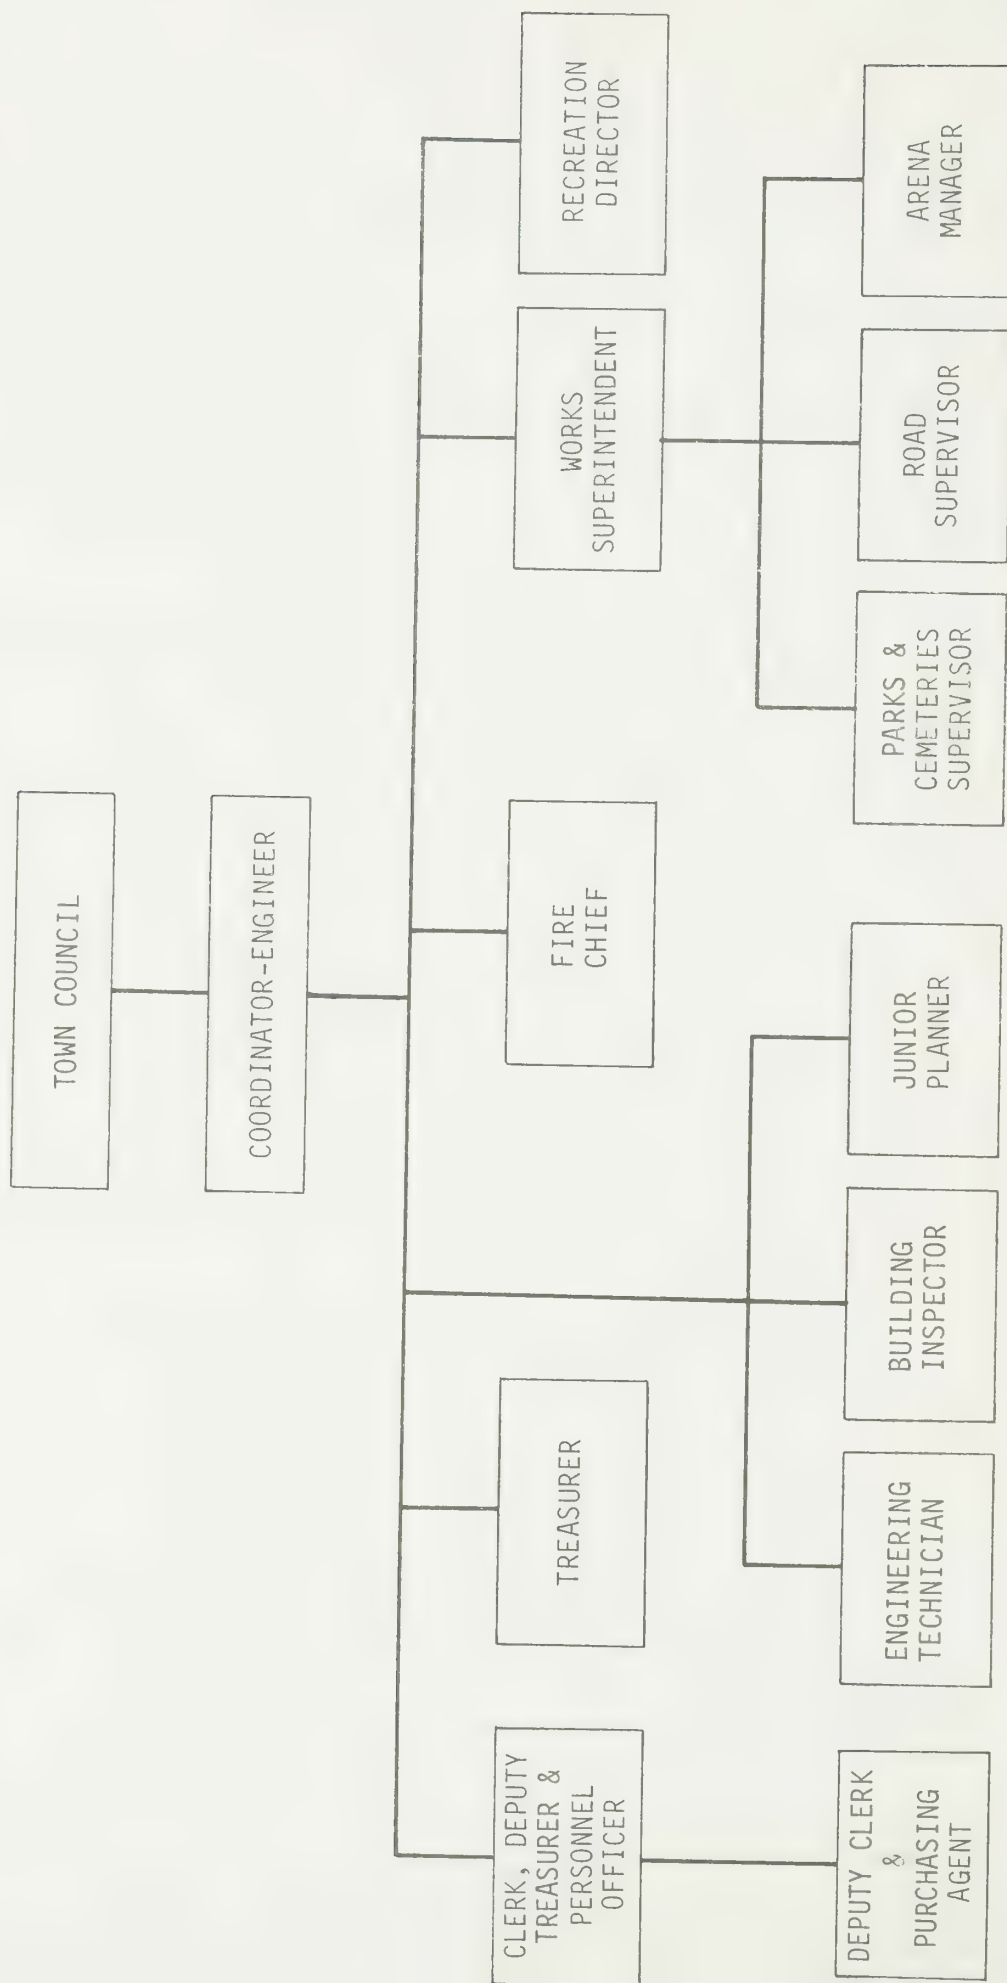 TOWN COUNCIL
COORDINATOR-ENGINEER
CLERK, DEPUTY
TREASURER &
PERSONNEL
OFFICER
TREASURER
FIRE
CHIEF
WORKS
SUPERINTENDENT
RECREATION
DIRECTOR
DEPUTY CLERK
&
PURCHASING
AGENT
ENGINEERING
TECHNICIAN
BUILDING
INSPECTOR
JUNIOR
PLANNER
PARKS &
CEMETERIES
SUPERVISOR
ROAD
SUPERVISOR
ARENA
MANAGER